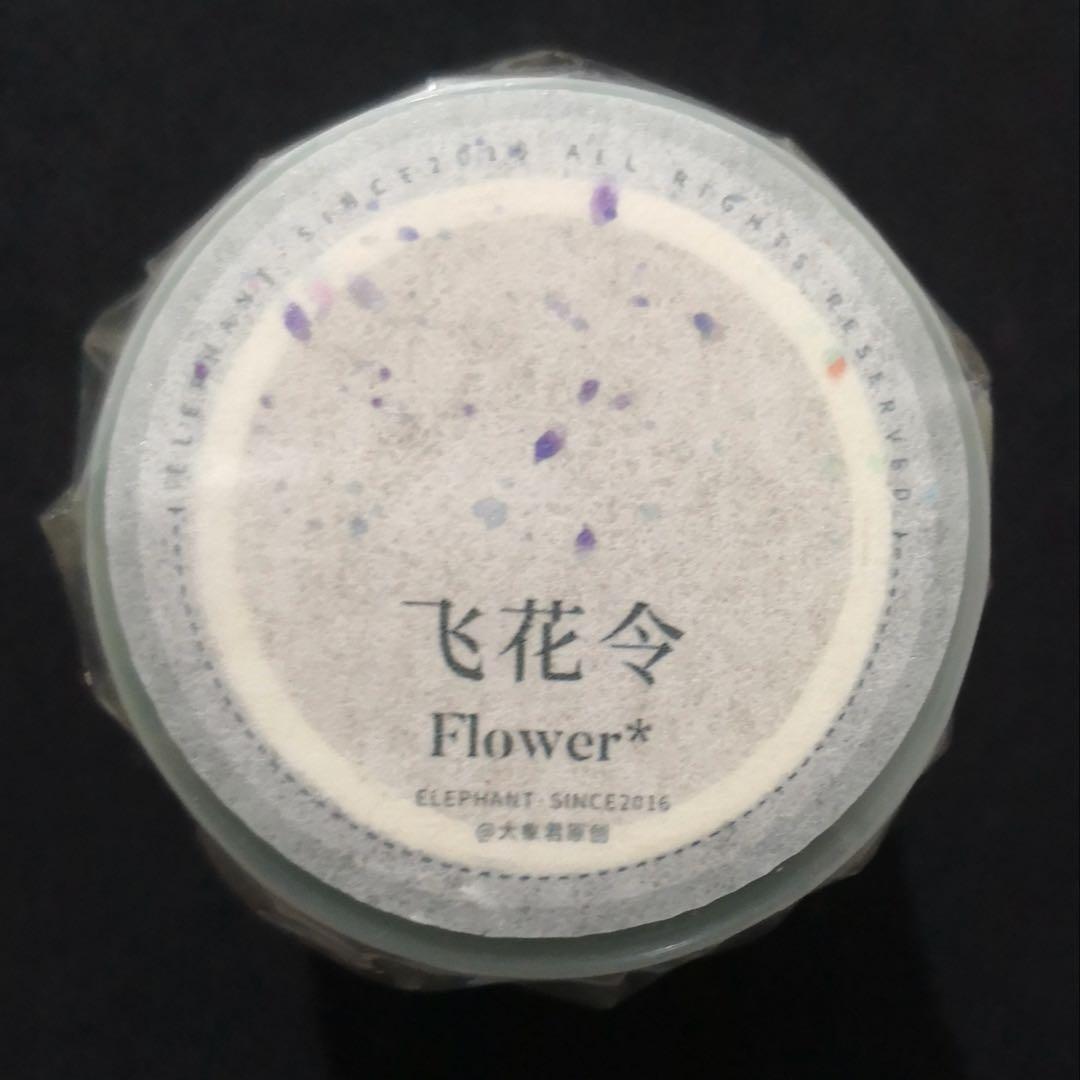 ELEPHANT · SINCE2016 ALL RIGHTS RESERVED
飞花令
Flower*
ELEPHANT · SINCE2016
@大象君原创